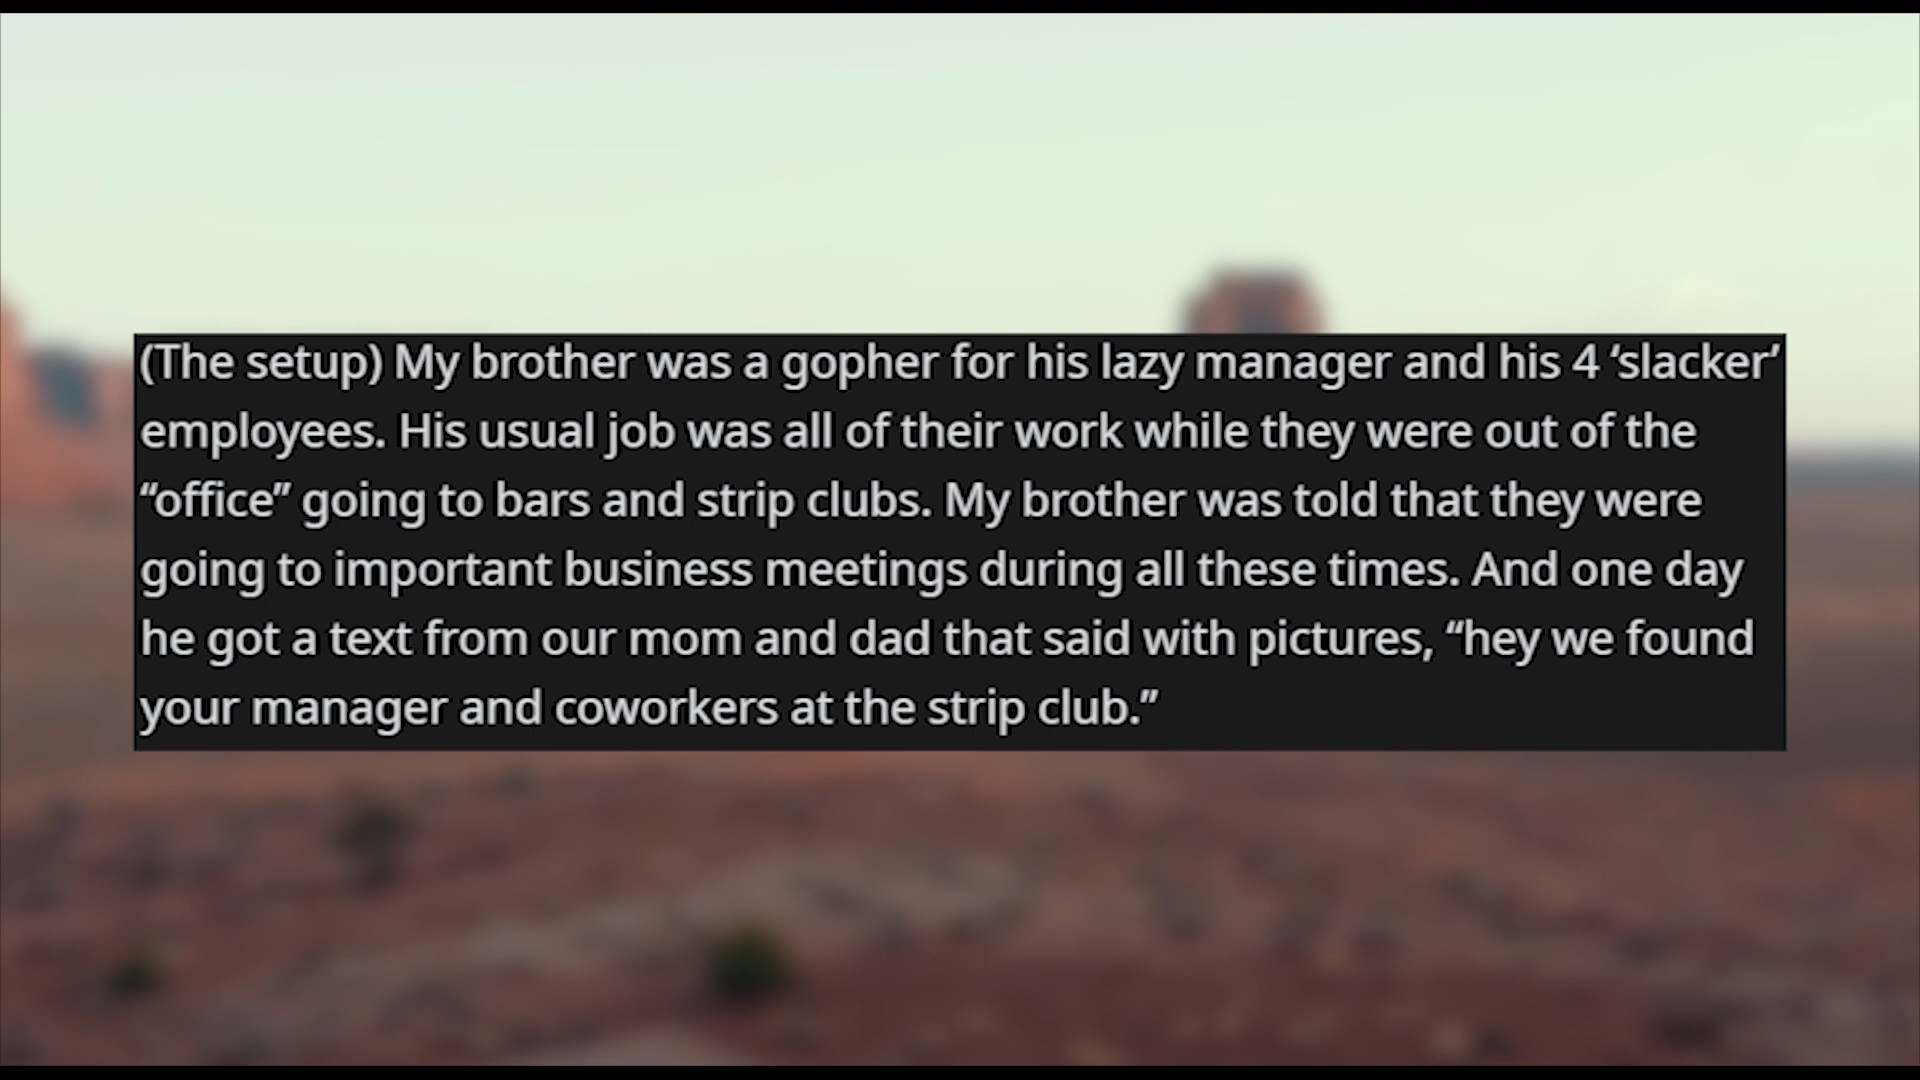 (The setup) My brother was a gopher for his lazy manager and his 4 ‘slacker’
employees. His usual job was all of their work while they were out of the
“office” going to bars and strip clubs. My brother was told that they were
going to important business meetings during all these times. And one day
he got a text from our mom and dad that said with pictures, “hey we found
your manager and coworkers at the strip club.”